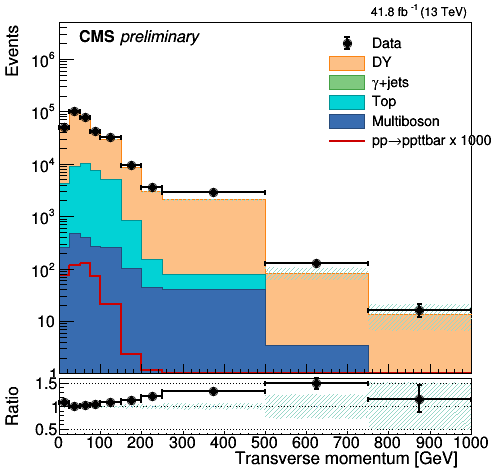 41.8 fb⁻¹ (13 TeV)
CMS preliminary
Events
10⁶
10⁵
10⁴
10³
10²
10
1
Data
DY
γ+jets
Top
Multiboson
pp→ppttbar x 1000
Ratio
1.5
1
0.5
0 100 200 300 400 500 600 700 800 900 1000
Transverse momentum [GeV]